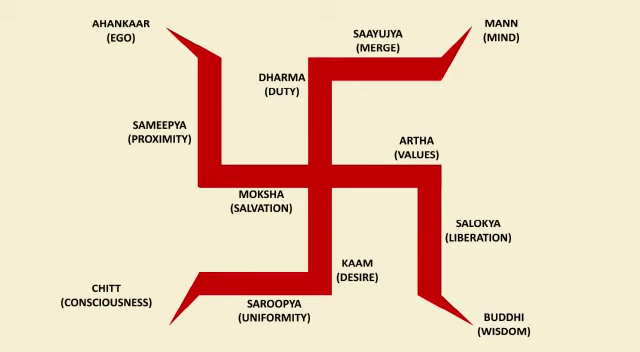 AHANKAAR
(EGO)
SAAYUJYA
(MERGE)
MANN
(MIND)
DHARMA
(DUTY)
SAMEEPYA
(PROXIMITY)
ARTHA
(VALUES)
MOKSHA
(SALVATION)
SALOKYA
(LIBERATION)
KAAM
(DESIRE)
CHITT
(CONSCIOUSNESS)
SAROOPYA
(UNIFORMITY)
BUDDHI
(WISDOM)